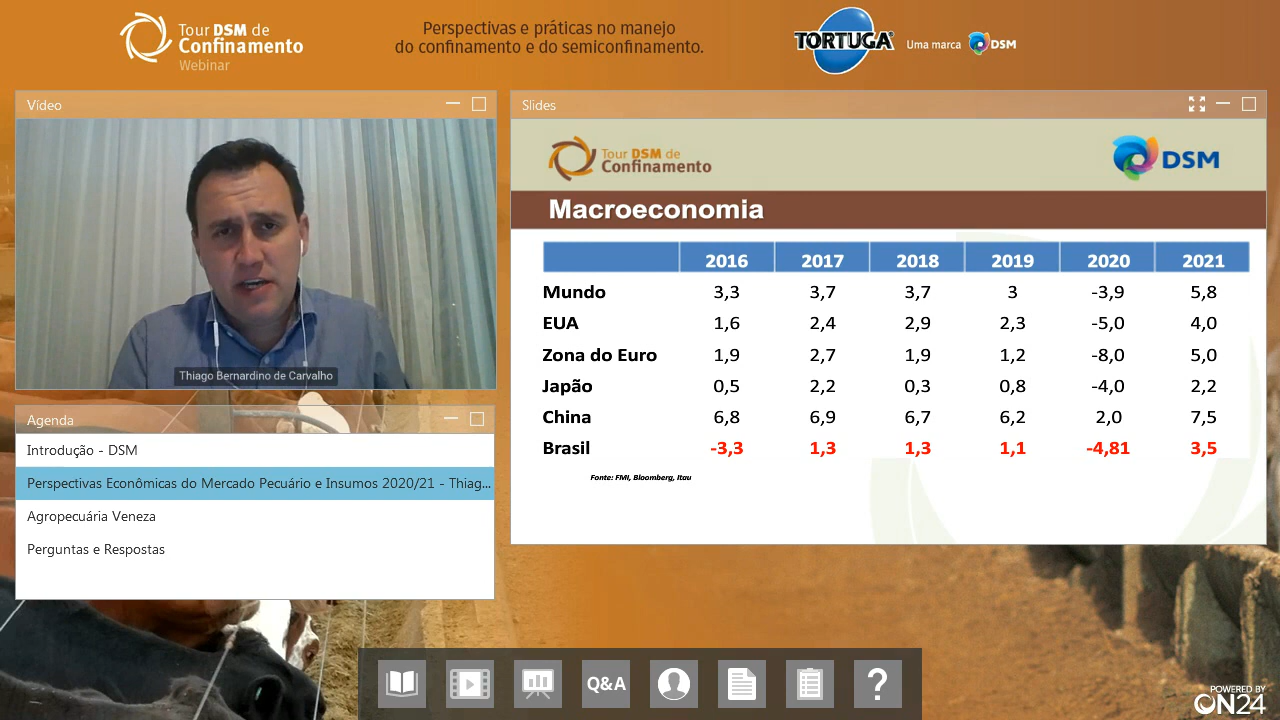 Tour DSM de
Confinamento
Webinar
Perspectivas e práticas no manejo
do confinamento e do semiconfinamento.
TORTUGA
Uma marca DSM
Vídeo
Thiago Bernardino de Carvalho
Agenda
Introdução - DSM
Perspectivas Econômicas do Mercado Pecuário e Insumos 2020/21 - Thiag...
Agropecuária Veneza
Perguntas e Respostas
Slides
Tour DSM de
Confinamento
DSM
Macroeconomia
2016 2017 2018 2019 2020 2021
Mundo 3,3 3,7 3,7 3 -3,9 5,8
EUA 1,6 2,4 2,9 2,3 -5,0 4,0
Zona do Euro 1,9 2,7 1,9 1,2 -8,0 5,0
Japão 0,5 2,2 0,3 0,8 -4,0 2,2
China 6,8 6,9 6,7 6,2 2,0 7,5
Brasil -3,3 1,3 1,3 1,1 -4,81 3,5
Fonte: FMI, Bloomberg, Itau
Q&A
?
POWERED BY
ON24